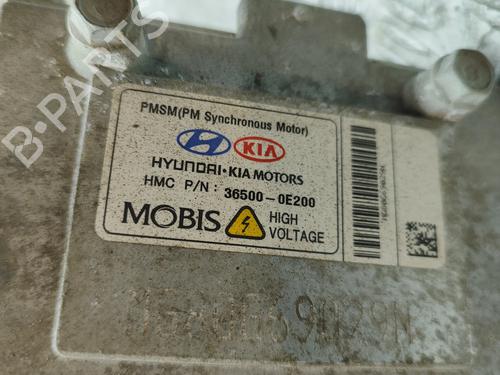 B-PARTS
PMSM(PM Synchronous Motor)
KIA
HYUNDAI·KIA MOTORS
HMC P/N : 36500-0E200
MOBIS
HIGH
VOLTAGE